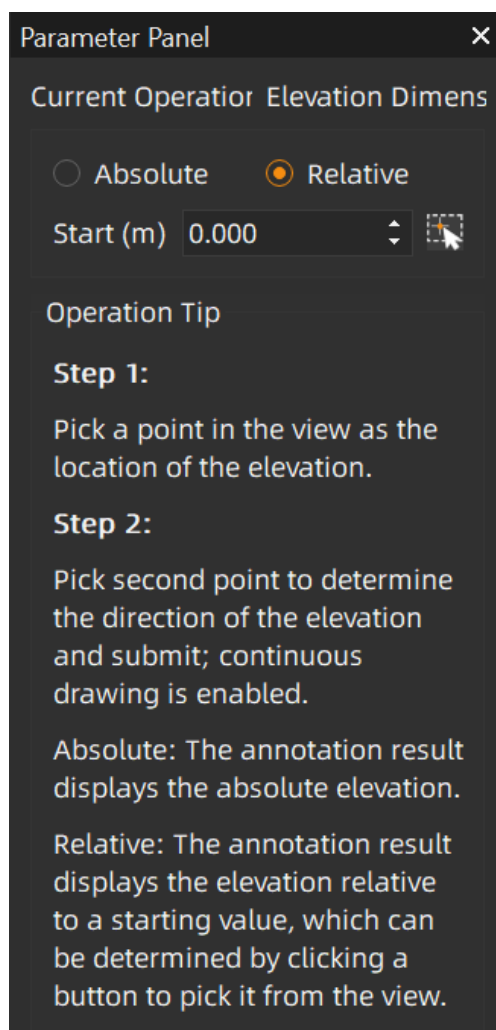 Parameter Panel
Current Operation Elevation Dimens
Absolute Relative
Start (m) 0.000
Operation Tip
Step 1:
Pick a point in the view as the
location of the elevation.
Step 2:
Pick second point to determine
the direction of the elevation
and submit; continuous
drawing is enabled.
Absolute: The annotation result
displays the absolute elevation.
Relative: The annotation result
displays the elevation relative
to a starting value, which can
be determined by clicking a
button to pick it from the view.